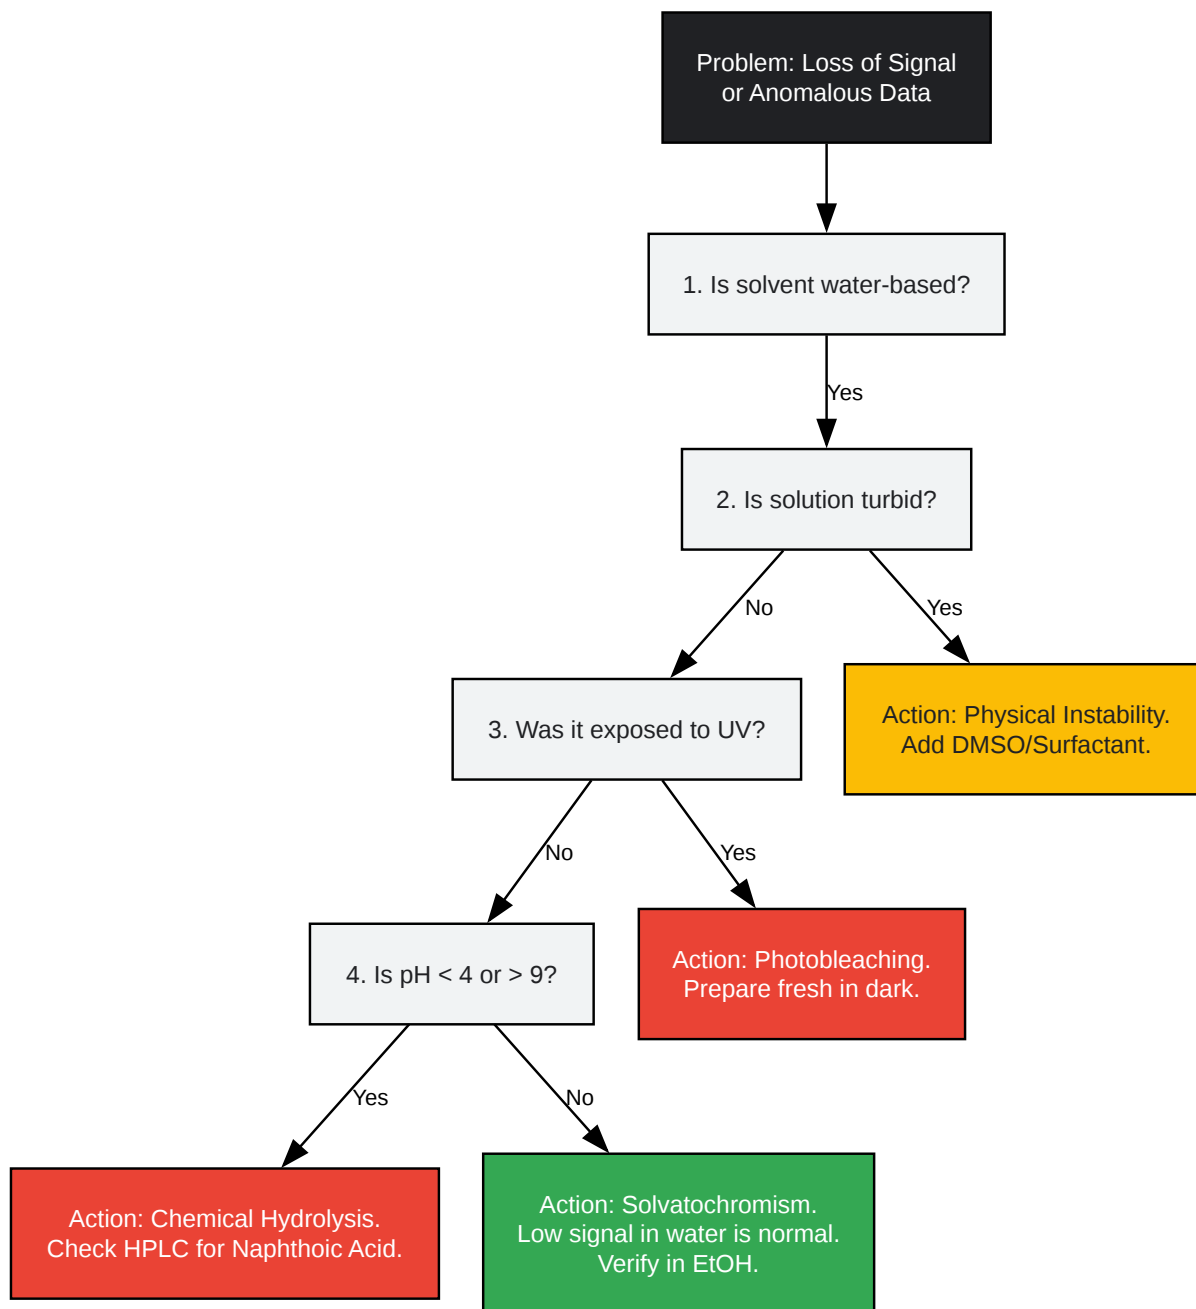 Problem: Loss of Signal
or Anomalous Data
1. Is solvent water-based?
Yes
2. Is solution turbid?
No
Yes
3. Was it exposed to UV?
Action: Physical Instability.
Add DMSO/Surfactant.
No
Yes
4. Is pH < 4 or > 9?
Action: Photobleaching.
Prepare fresh in dark.
Yes
No
Action: Chemical Hydrolysis.
Check HPLC for Naphthoic Acid.
Action: Solvatochromism.
Low signal in water is normal.
Verify in EtOH.